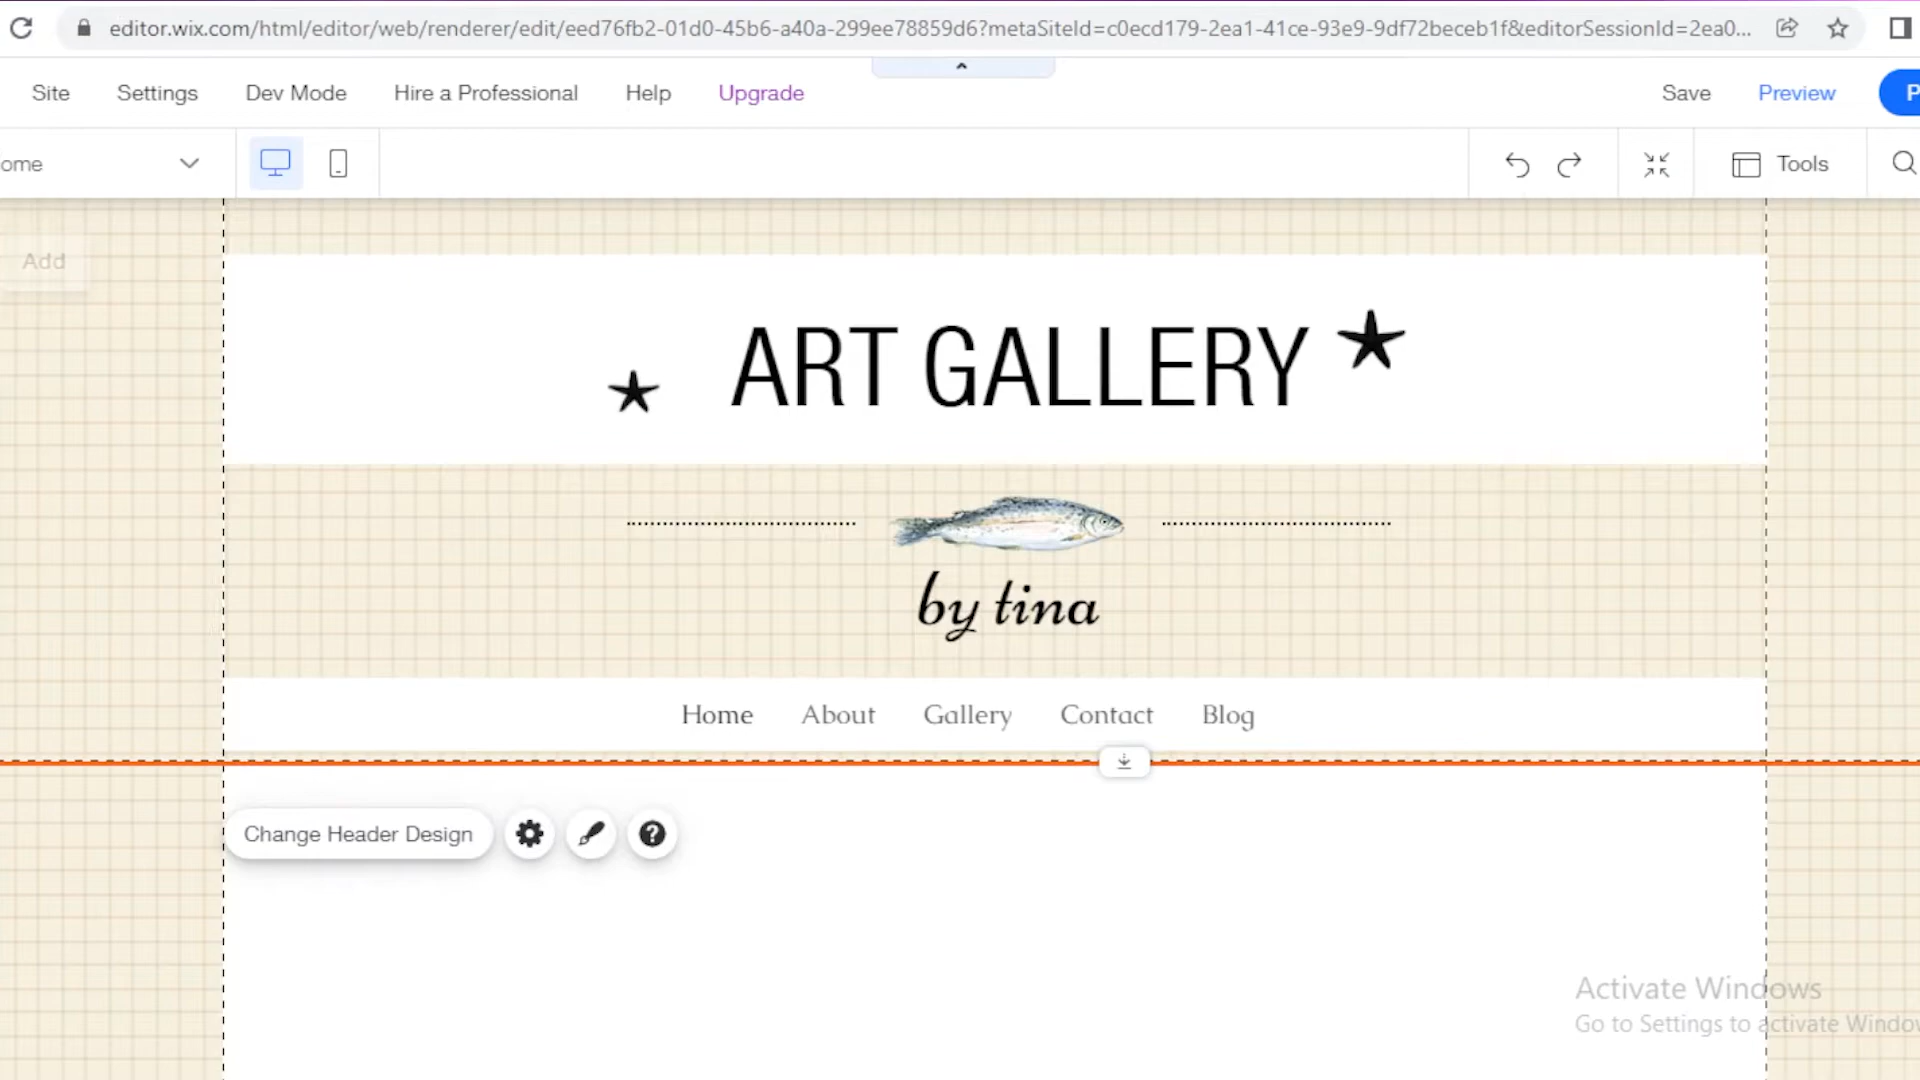 editor.wix.com/html/editor/web/renderer/edit/eed76fb2-01d0-45b6-a40a-299ee78859d6?metaSiteId=c0ecd179-2ea1-41ce-93e9-9df72beceb1f&editorSessionId=2ea0...
Site Settings Dev Mode Hire a Professional Help Upgrade Save Preview P
ome Tools
Add
ART GALLERY
by tina
Home About Gallery Contact Blog
Change Header Design
Activate Windows
Go to Settings to activate Window